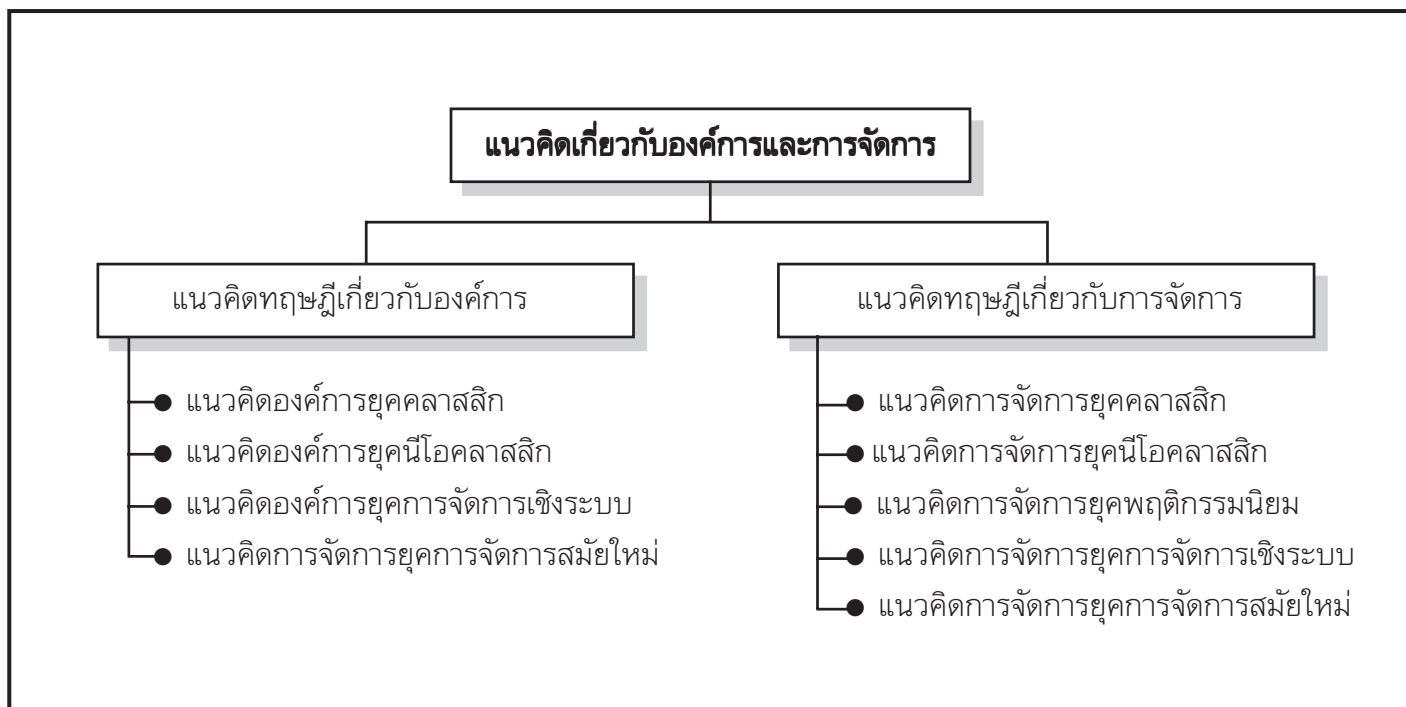 แนวคิดเกี่ยวกับองค์การและการจัดการ
แนวคิดทฤษฎีเกี่ยวกับองค์การ
แนวคิดองค์การยุคคลาสสิก
แนวคิดองค์การยุคนีโอคลาสสิก
แนวคิดองค์การยุคการจัดการเชิงระบบ
แนวคิดการจัดการยุคการจัดการสมัยใหม่
แนวคิดทฤษฎีเกี่ยวกับการจัดการ
แนวคิดการจัดการยุคคลาสสิก
แนวคิดการจัดการยุคนีโอคลาสสิก
แนวคิดการจัดการยุคพฤติกรรมนิยม
แนวคิดการจัดการยุคการจัดการเชิงระบบ
แนวคิดการจัดการยุคการจัดการสมัยใหม่